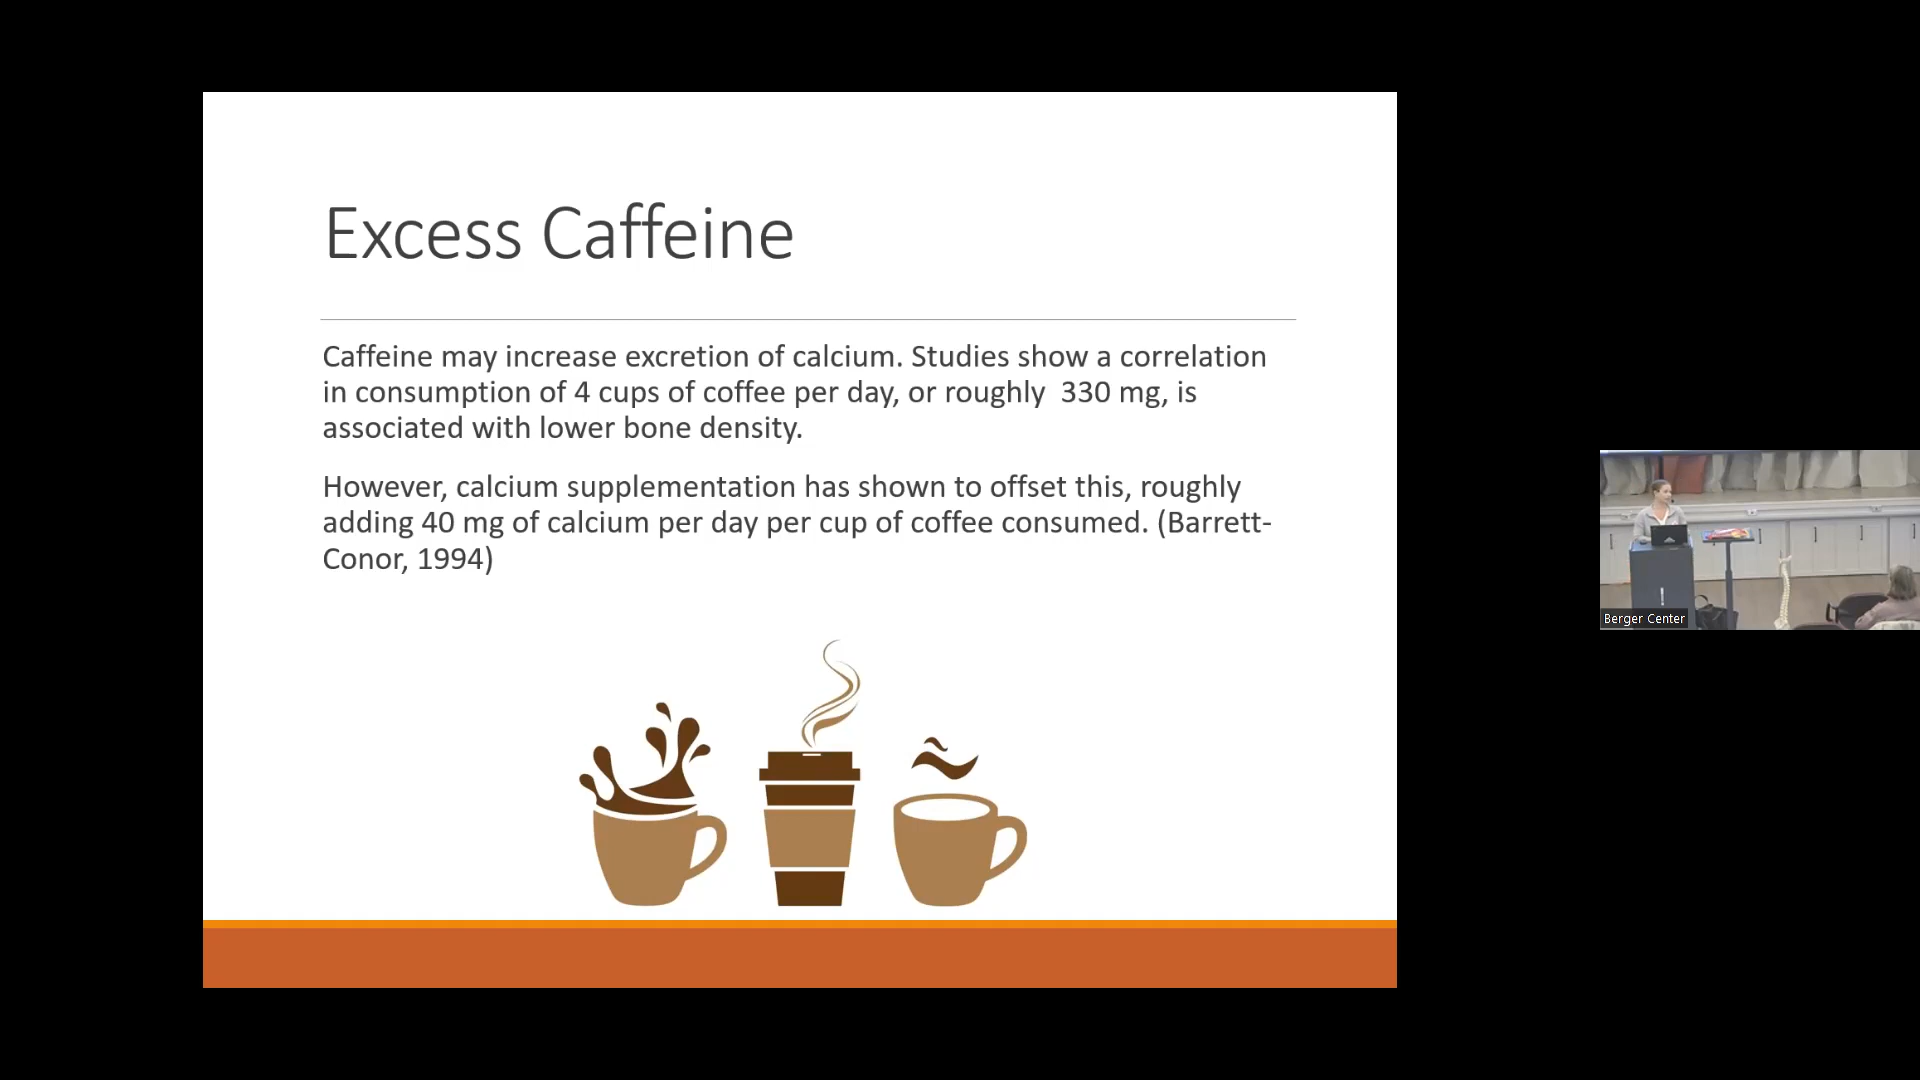 Excess Caffeine
Caffeine may increase excretion of calcium. Studies show a correlation
in consumption of 4 cups of coffee per day, or roughly  330 mg, is
associated with lower bone density.
However, calcium supplementation has shown to offset this, roughly
adding 40 mg of calcium per day per cup of coffee consumed. (Barrett-
Conor, 1994)
Berger Center